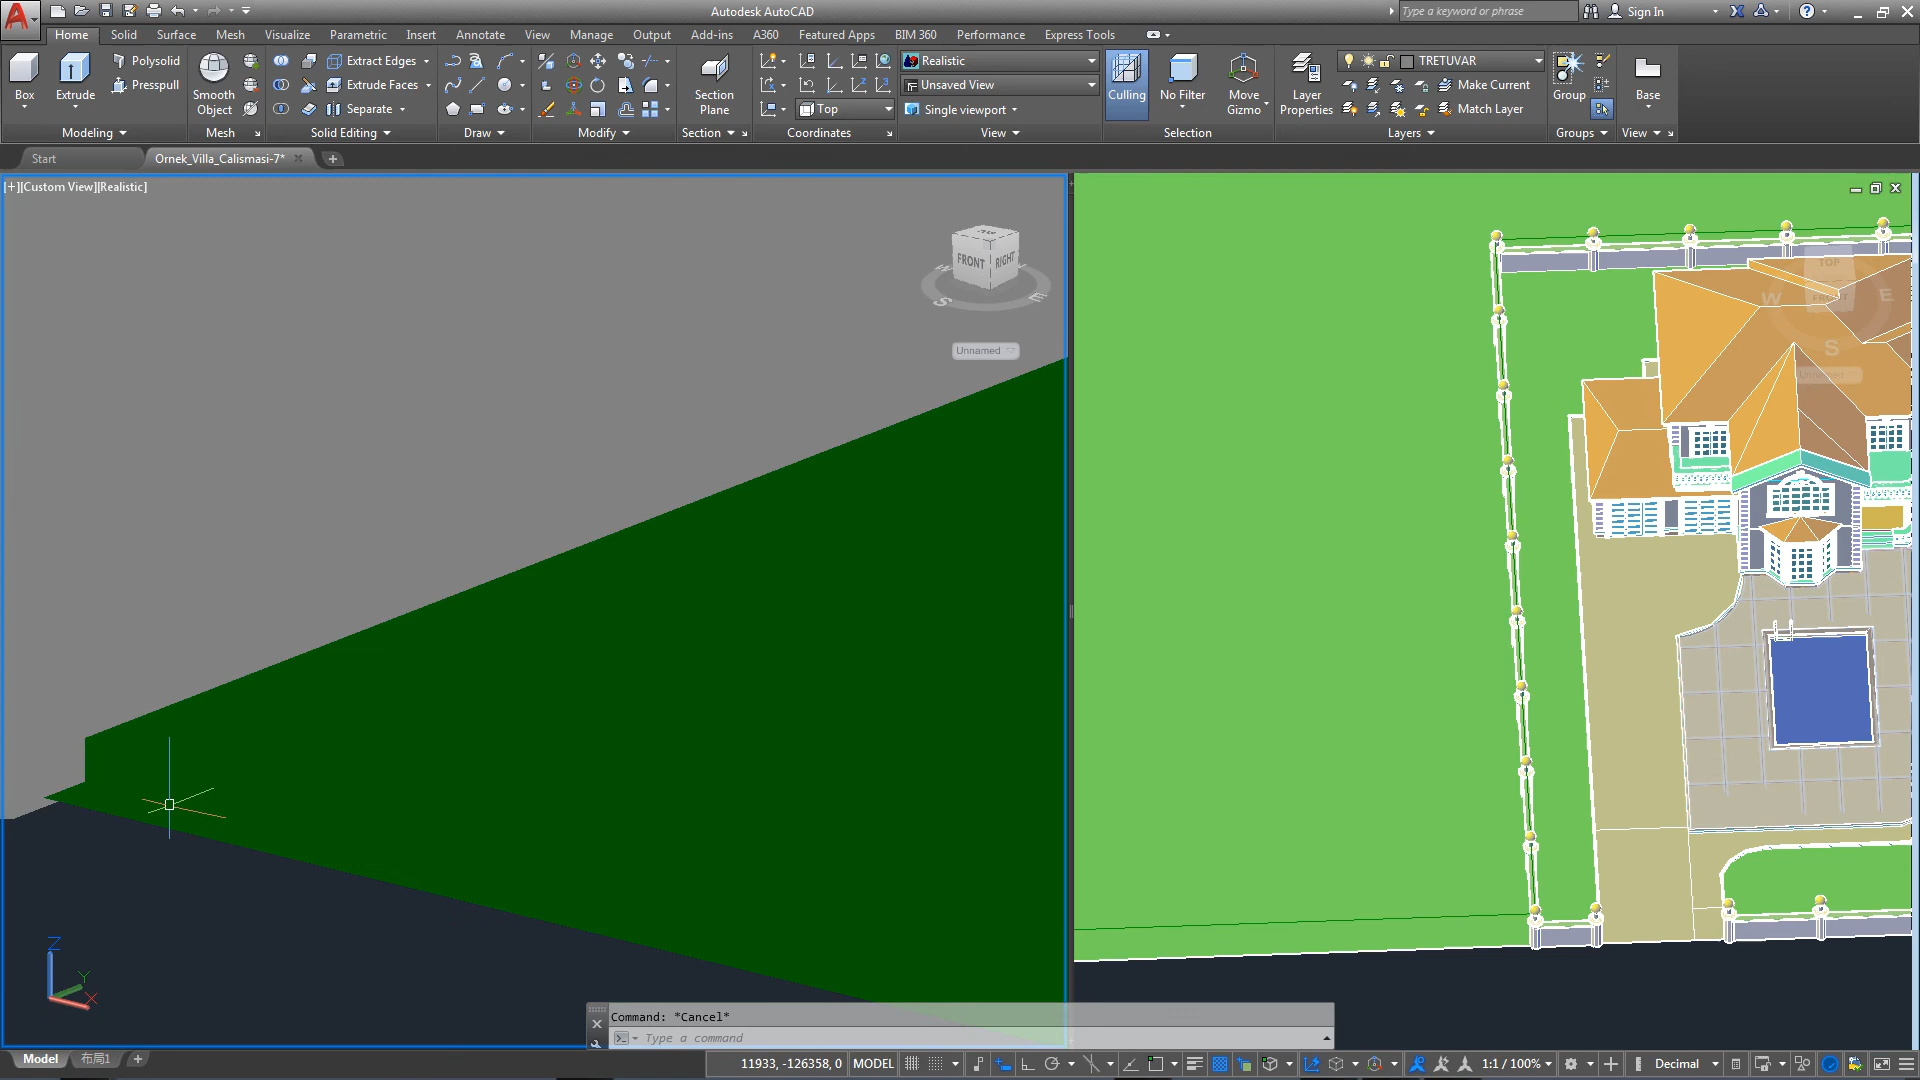 Autodesk AutoCAD
Type a keyword or phrase
Sign In
Home Solid Surface Mesh Visualize Parametric Insert Annotate View Manage Output Add-ins A360 Featured Apps BIM 360 Performance Express Tools
Box
Extrude
Polysolid
Presspull
Modeling
Smooth
Object
Mesh
Extract Edges
Extrude Faces
Separate
Solid Editing
Draw
Modify
Section
Plane
Section
Top
Coordinates
Realistic
Unsaved View
Single viewport
View
Culling
No Filter
Move
Gizmo
Selection
Layer
Properties
TRETUVAR
Make Current
Match Layer
Layers
Group
Groups
Base
View
Start
Ornek_Villa_Calismasi-7*
[+][Custom View][Realistic]
FRONT
RIGHT
S
E
Unnamed
TOP
W
E
S
Unnamed
Z
Y
X
Command: *Cancel*
Type a command
Model
布局1
11933, -126358, 0
MODEL
1:1 / 100%
Decimal